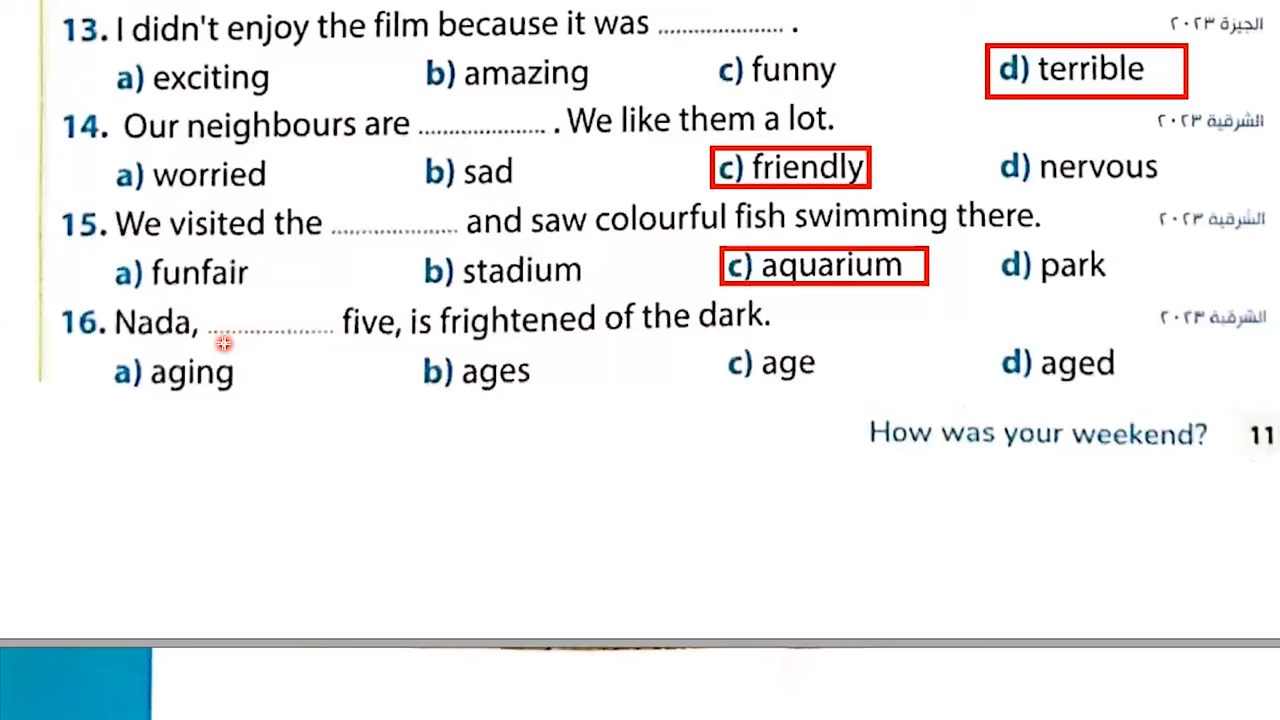 13. I didn't enjoy the film because it was .................... . الجيزة ٢٠٢٣
a) exciting b) amazing c) funny d) terrible
14. Our neighbours are .................... . We like them a lot. الشرقية ٢٠٢٣
a) worried b) sad c) friendly d) nervous
15. We visited the .................... and saw colourful fish swimming there. الشرقية ٢٠٢٣
a) funfair b) stadium c) aquarium d) park
16. Nada, .................... five, is frightened of the dark. الشرقية ٢٠٢٣
a) aging b) ages c) age d) aged
How was your weekend? 11